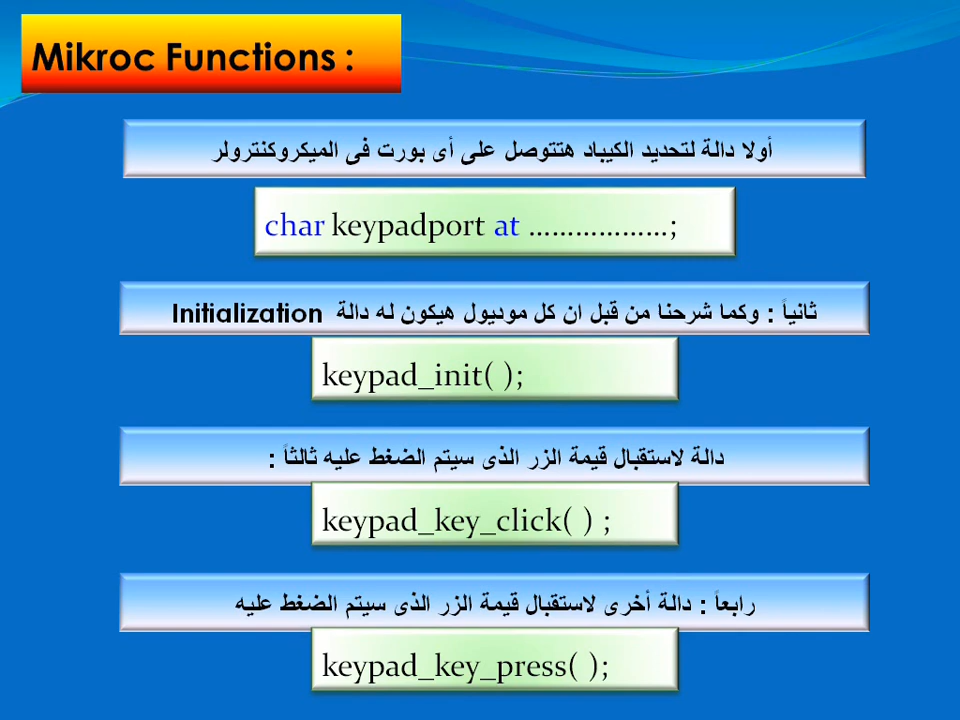 Mikroc Functions :
أولا دالة لتحديد الكيباد هتتوصل على أى بورت فى الميكروكنترولر
char keypadport at ………………;
ثانياً : وكما شرحنا من قبل ان كل موديول هيكون له دالة Initialization
keypad_init( );
دالة لاستقبال قيمة الزر الذى سيتم الضغط عليه ثالثاً :
keypad_key_click( ) ;
رابعاً : دالة أخرى لاستقبال قيمة الزر الذى سيتم الضغط عليه
keypad_key_press( );